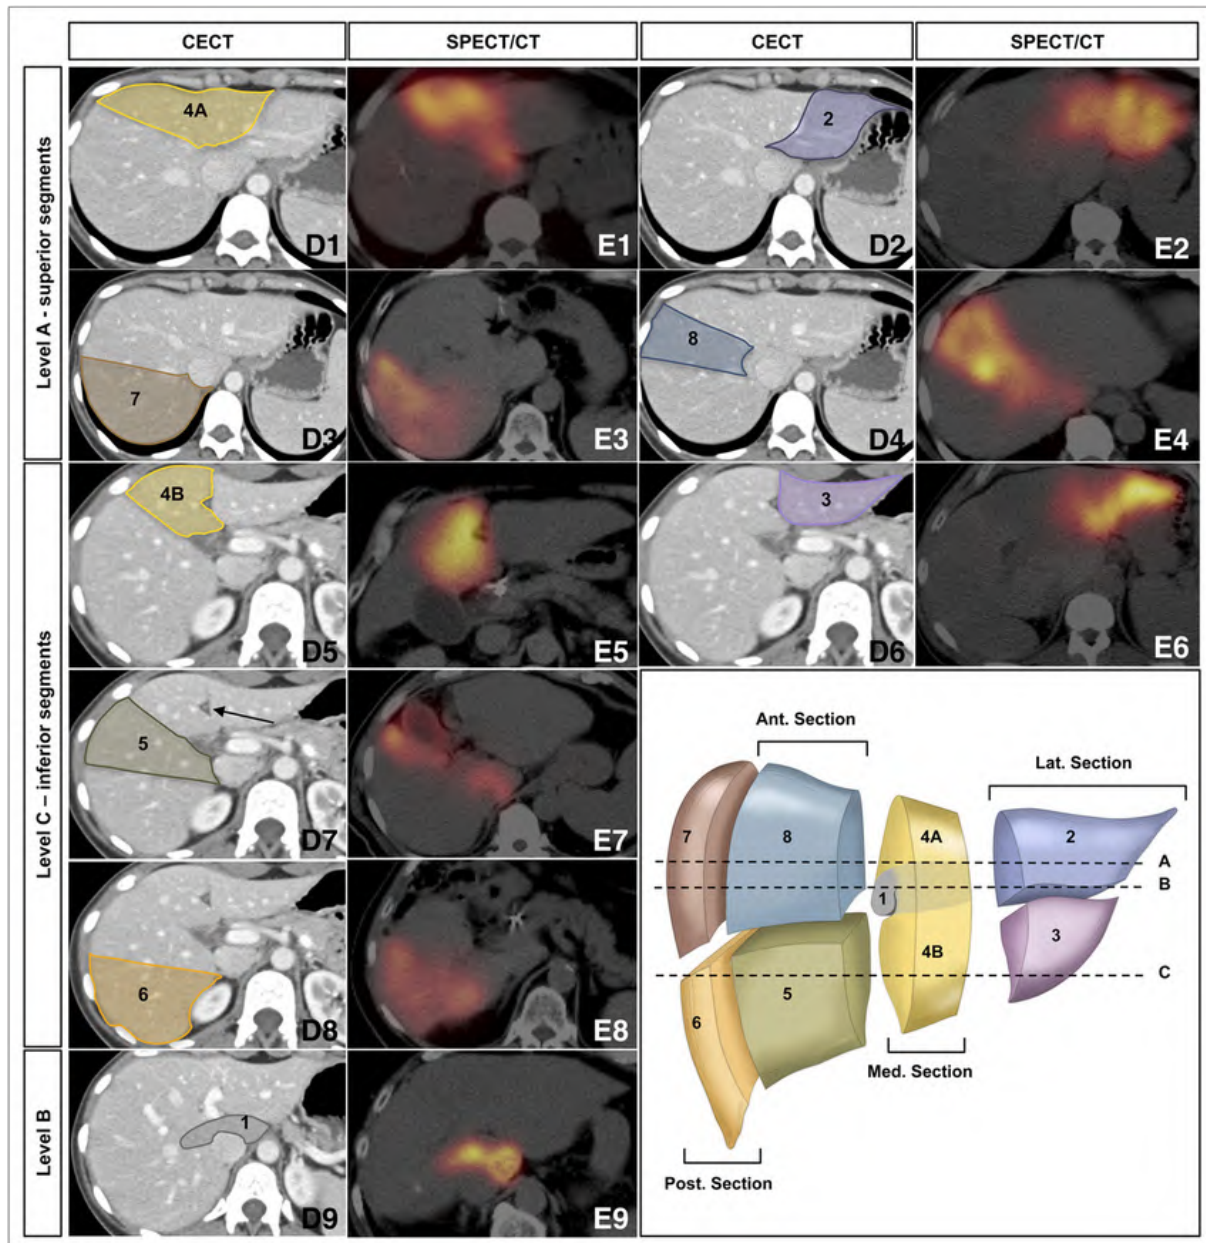 CECT SPECT/CT CECT SPECT/CT
Level A - superior segments
4A D1 E1 2 D2 E2
7 D3 E3 8 D4 E4
Level C – inferior segments
4B D5 E5 3 D6 E6
5 D7 E7
6 D8 E8
Level B
1 D9 E9
Ant. Section
Lat. Section
7 8 4A 2
A
B
1
3
4B
C
6 5
Med. Section
Post. Section